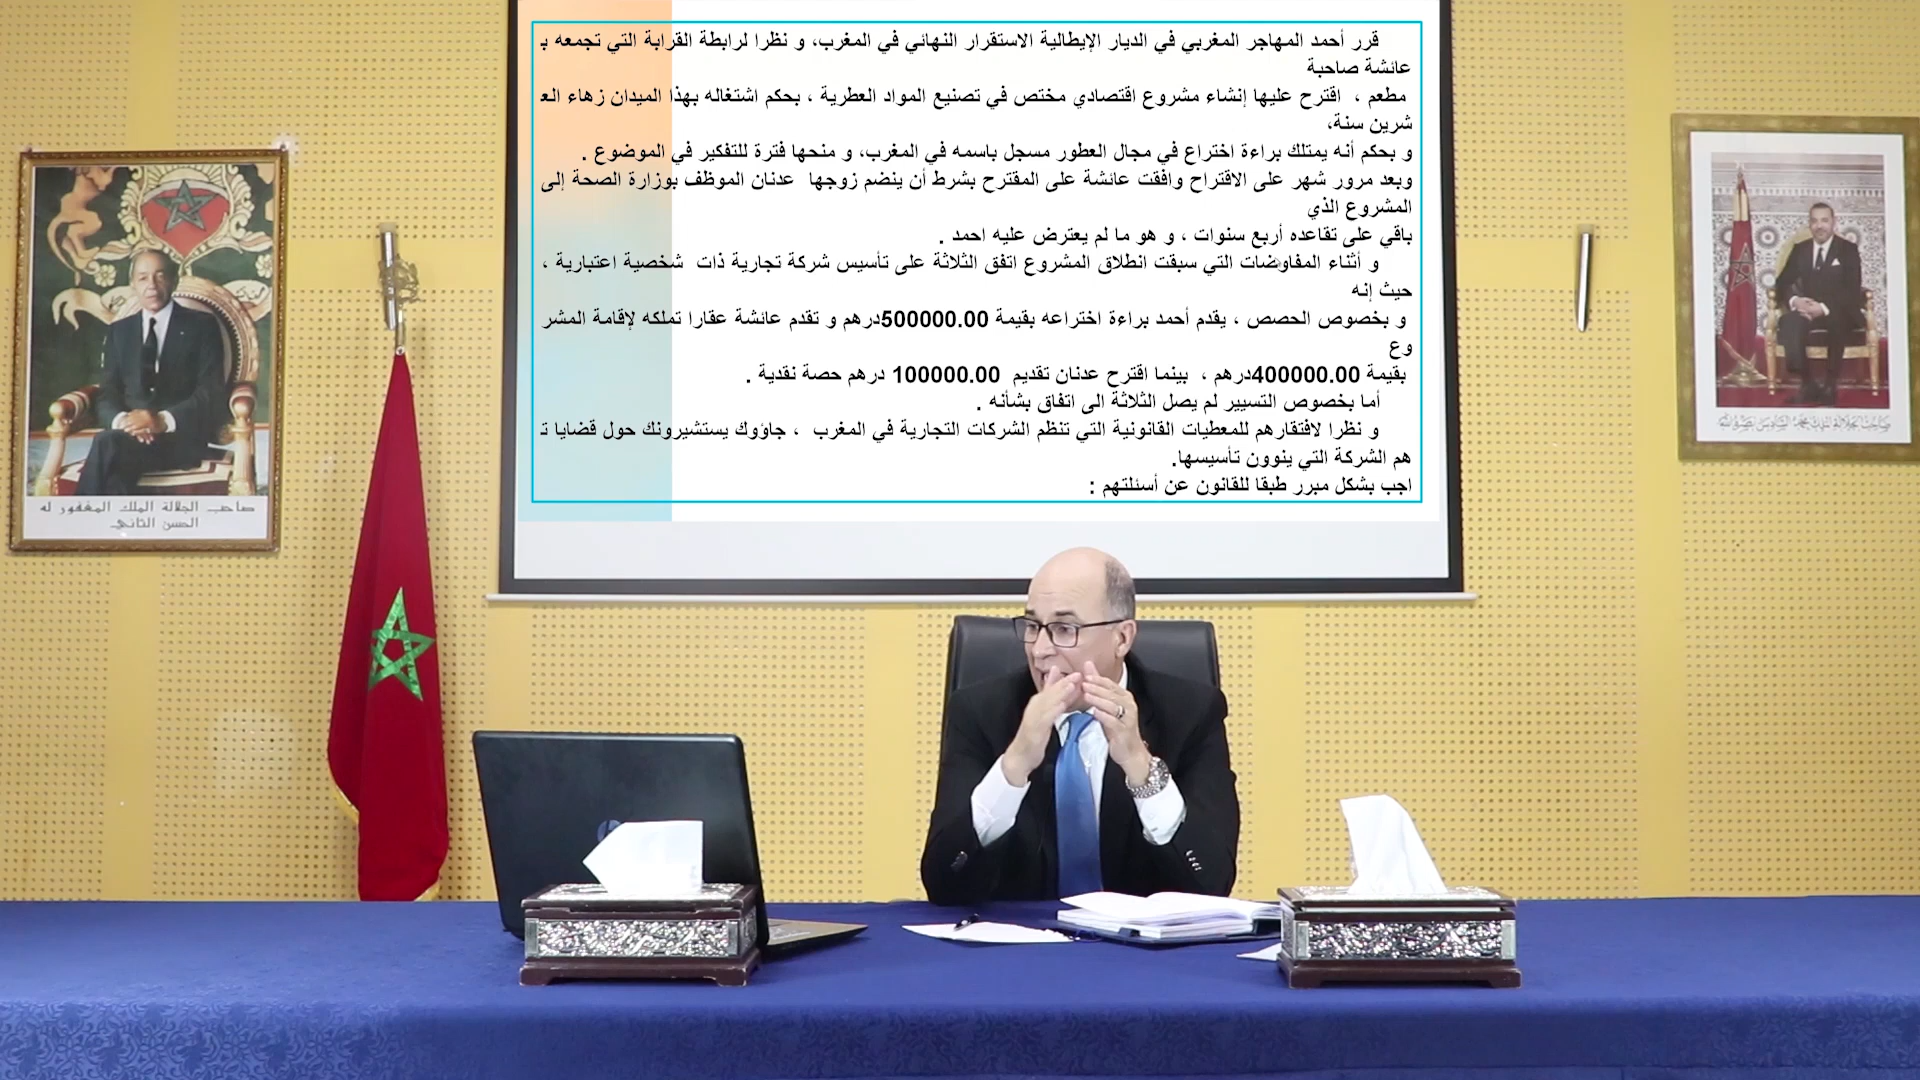 قرر أحمد المهاجر المغربي في الديار الإيطالية الاستقرار النهائي في المغرب، و نظرا لرابطة القرابة التي تجمعه ب
عائشة صاحبة
مطعم ، اقترح عليها إنشاء مشروع اقتصادي مختص في تصنيع المواد العطرية ، بحكم اشتغاله بهذا الميدان زهاء الع
شرين سنة،
و بحكم أنه يمتلك براءة اختراع في مجال العطور مسجل باسمه في المغرب، و منحها فترة للتفكير في الموضوع .
وبعد مرور شهر على الاقتراح وافقت عائشة على المقترح بشرط أن ينضم زوجها عدنان الموظف بوزارة الصحة إلى
المشروع الذي
باقي على تقاعده أربع سنوات ، و هو ما لم يعترض عليه احمد .
و أثناء المفاوضات التي سبقت انطلاق المشروع اتفق الثلاثة على تأسيس شركة تجارية ذات شخصية اعتبارية ،
حيث إنه
و بخصوص الحصص ، يقدم أحمد براءة اختراعه بقيمة 500000.00درهم و تقدم عائشة عقارا تملكه لإقامة المشر
وع
بقيمة 400000.00درهم ، بينما اقترح عدنان تقديم 100000.00 درهم حصة نقدية .
أما بخصوص التسيير لم يصل الثلاثة الى اتفاق بشأنه .
و نظرا لافتقارهم للمعطيات القانونية التي تنظم الشركات التجارية في المغرب ، جاؤوك يستشيرونك حول قضايا ت
هم الشركة التي ينوون تأسيسها.
اجب بشكل مبرر طبقا للقانون عن أسئلتهم :
صاحب الجلالة الملك المغفور له
الحسن الثاني
صاحب الجلالة الملك محمد السادس نصره الله